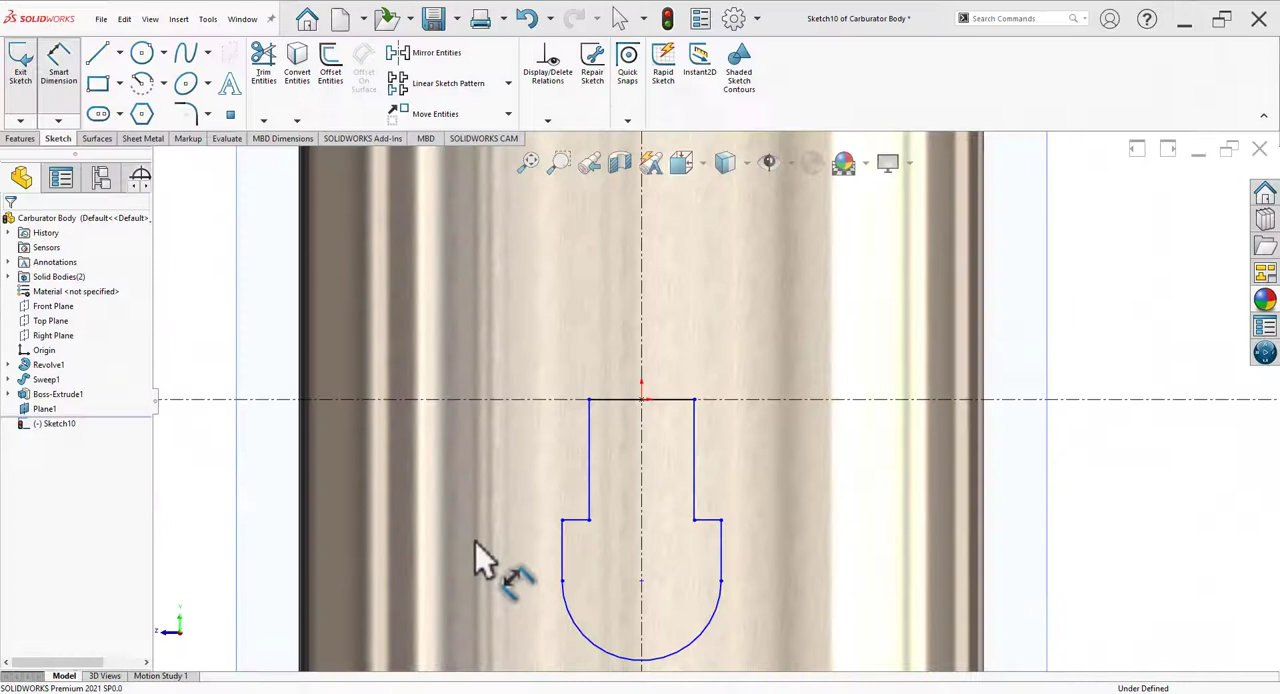 SOLIDWORKS
File
Edit
View
Insert
Tools
Window
Sketch10 of Carburator Body *
Search Commands
Exit Sketch
Smart Dimension
Trim Entities
Convert Entities
Offset Entities
Offset On Surface
Mirror Entities
Linear Sketch Pattern
Move Entities
Display/Delete Relations
Repair Sketch
Quick Snaps
Rapid Sketch
Instant2D
Shaded Sketch Contours
Features
Sketch
Surfaces
Sheet Metal
Markup
Evaluate
MBD Dimensions
SOLIDWORKS Add-Ins
MBD
SOLIDWORKS CAM
Carburator Body (Default<<Default>_
History
Sensors
Annotations
Solid Bodies(2)
Material <not specified>
Front Plane
Top Plane
Right Plane
Origin
Revolve1
Sweep1
Boss-Extrude1
Plane1
(-) Sketch10
Y
Z
Model
3D Views
Motion Study 1
SOLIDWORKS Premium 2021 SP0.0
Under Defined